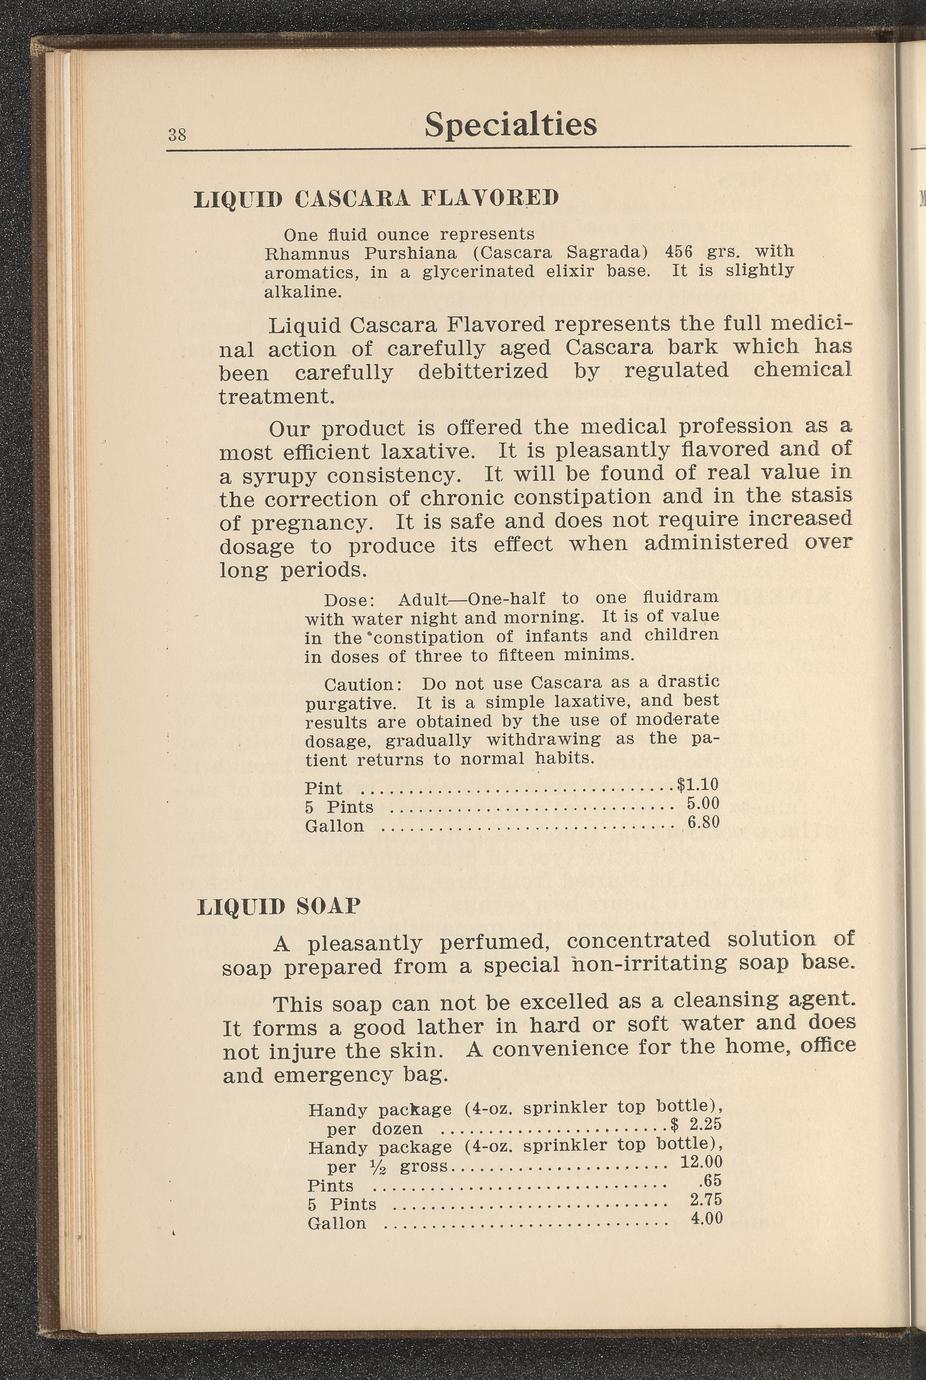 38
Specialties
LIQUID CASCARA FLAVORED
One fluid ounce represents
Rhamnus Purshiana (Cascara Sagrada) 456 grs. with
aromatics, in a glycerinated elixir base. It is slightly
alkaline.
Liquid Cascara Flavored represents the full medici-
nal action of carefully aged Cascara bark which has
been carefully debitterized by regulated chemical
treatment.
Our product is offered the medical profession as a
most efficient laxative. It is pleasantly flavored and of
a syrupy consistency. It will be found of real value in
the correction of chronic constipation and in the stasis
of pregnancy. It is safe and does not require increased
dosage to produce its effect when administered over
long periods.
Dose: Adult—One-half to one fluidram
with water night and morning. It is of value
in the constipation of infants and children
in doses of three to fifteen minims.
Caution: Do not use Cascara as a drastic
purgative. It is a simple laxative, and best
results are obtained by the use of moderate
dosage, gradually withdrawing as the pa-
tient returns to normal habits.
Pint .................................$1.10
5 Pints .............................. 5.00
Gallon ............................... 6.80
LIQUID SOAP
A pleasantly perfumed, concentrated solution of
soap prepared from a special non-irritating soap base.
This soap can not be excelled as a cleansing agent.
It forms a good lather in hard or soft water and does
not injure the skin. A convenience for the home, office
and emergency bag.
Handy package (4-oz. sprinkler top bottle),
per dozen ........................$ 2.25
Handy package (4-oz. sprinkler top bottle),
per ½ gross....................... 12.00
Pints ............................... .65
5 Pints ............................. 2.75
Gallon .............................. 4.00